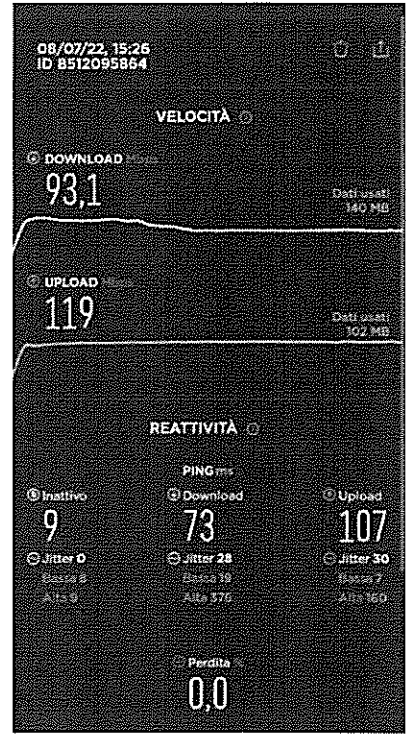 08/07/22, 15:26
ID 8512095864
VELOCITÀ
DOWNLOAD Mbps
93,1
Dati usati
140 MB
UPLOAD Mbps
119
Dati usati
102 MB
REATTIVITÀ
PING ms
Inattivo Download Upload
9 73 107
Jitter 0 Jitter 28 Jitter 30
Bassa 8 Bassa 19 Bassa 7
Alta 9 Alta 376 Alta 160
Perdita %
0,0